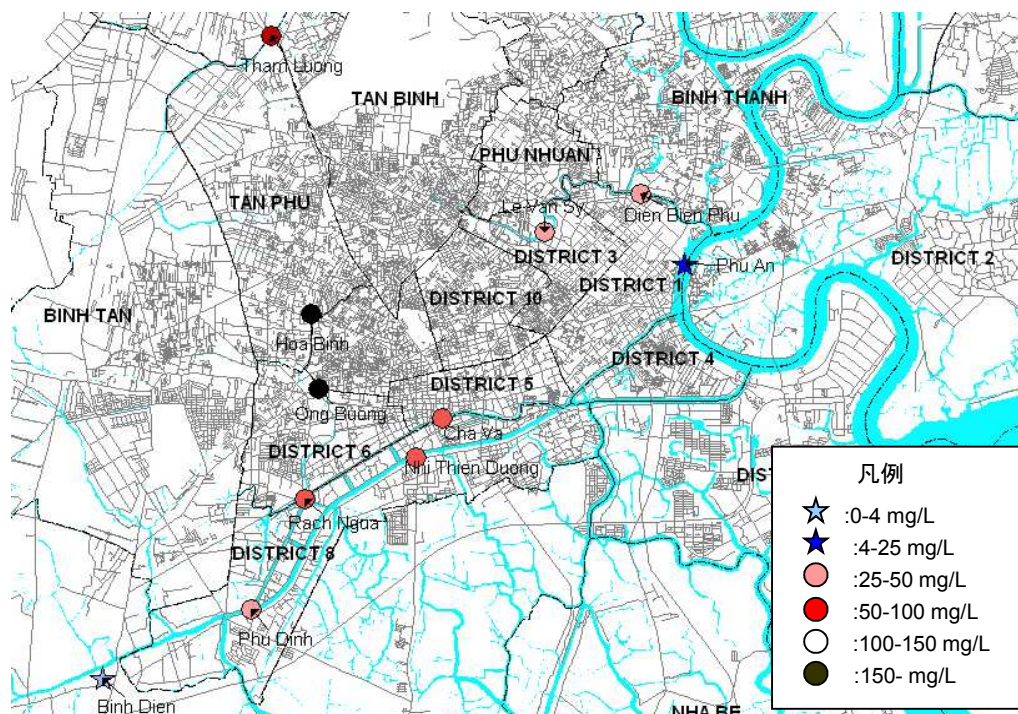 Tham Luong
TAN BINH
BINH THANH
PHU NHUAN
TAN PHU
Le Van Sy
Dien Bien Phu
DISTRICT 3
DISTRICT 2
Phu An
DISTRICT 1
DISTRICT 10
BINH TAN
Hoa Binh
DISTRICT 4
DISTRICT 5
Ong Buong
Cha Va
DISTRICT 6
Nhi Thien Duong
Rach Ngua
DISTRICT 8
Phu Dinh
Binh Dien
NHA BE
凡例
:0-4 mg/L
:4-25 mg/L
:25-50 mg/L
:50-100 mg/L
:100-150 mg/L
:150- mg/L